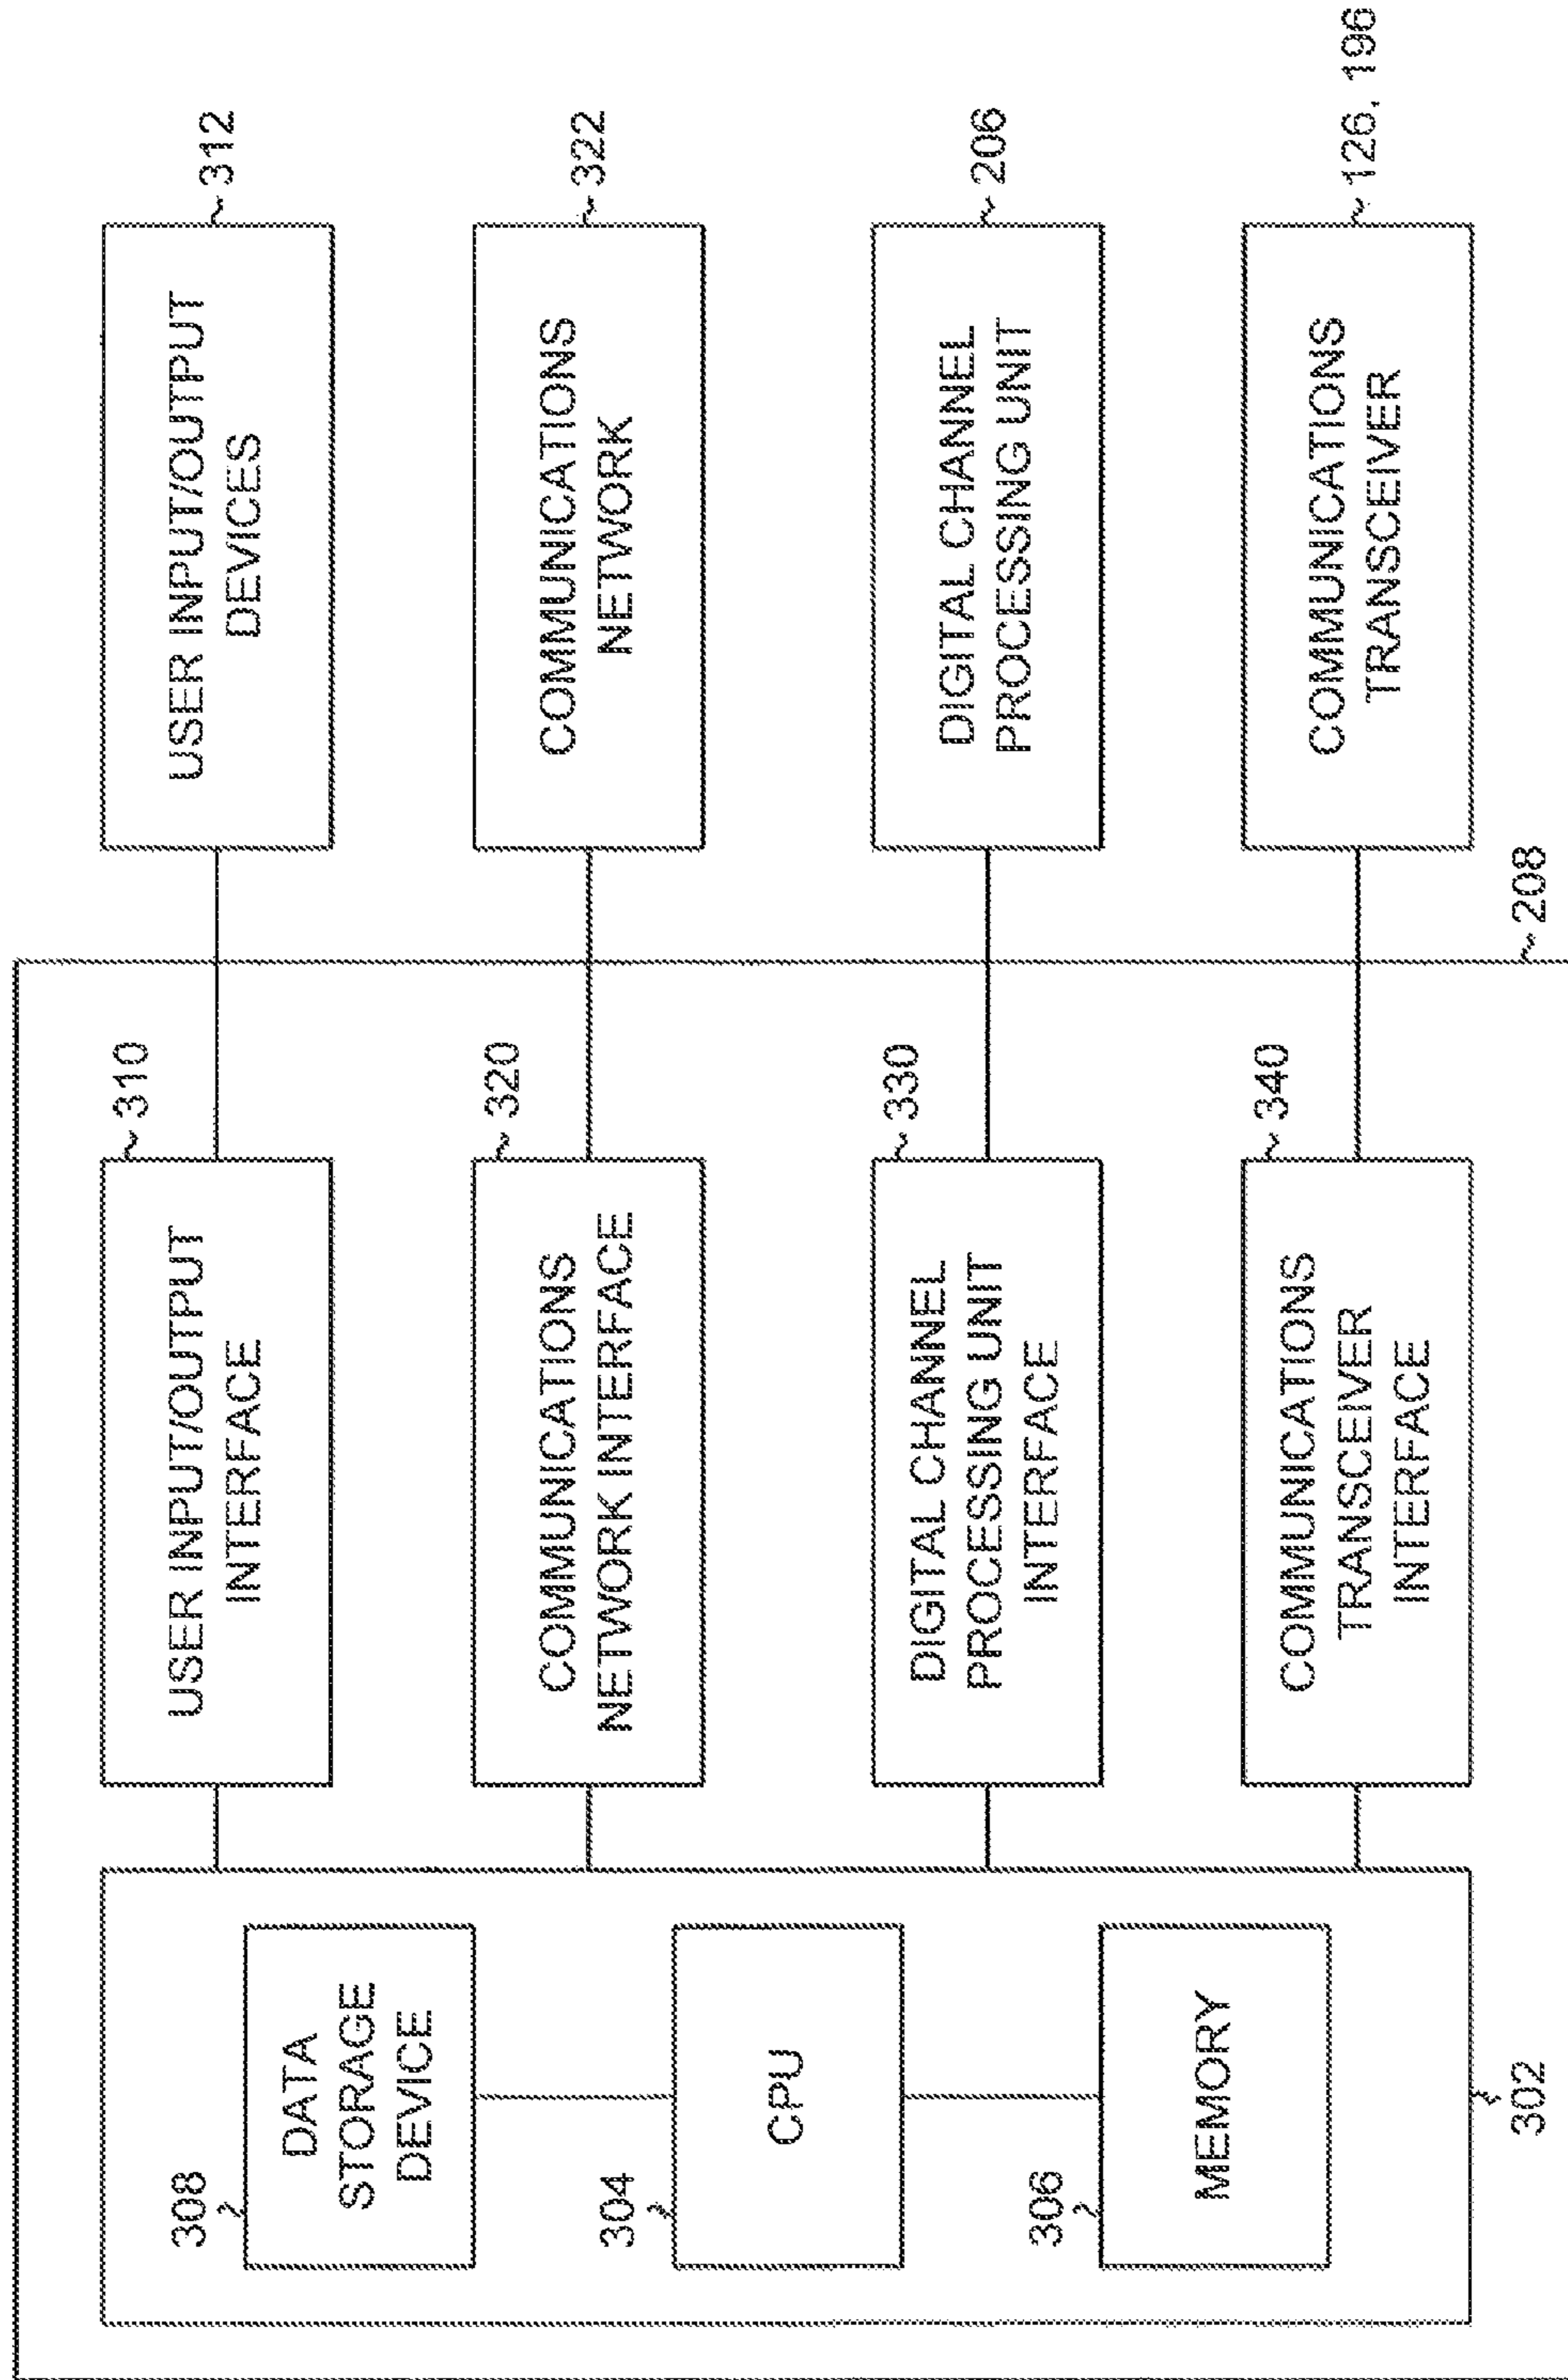 308
DATA
STORAGE
DEVICE
304
CPU
306
MEMORY
302
310
USER INPUT/OUTPUT
INTERFACE
320
COMMUNICATIONS
NETWORK INTERFACE
330
DIGITAL CHANNEL
PROCESSING UNIT
INTERFACE
340
COMMUNICATIONS
TRANSCEIVER
INTERFACE
208
312
USER INPUT/OUTPUT
DEVICES
322
COMMUNICATIONS
NETWORK
206
DIGITAL CHANNEL
PROCESSING UNIT
126, 196
COMMUNICATIONS
TRANSCEIVER